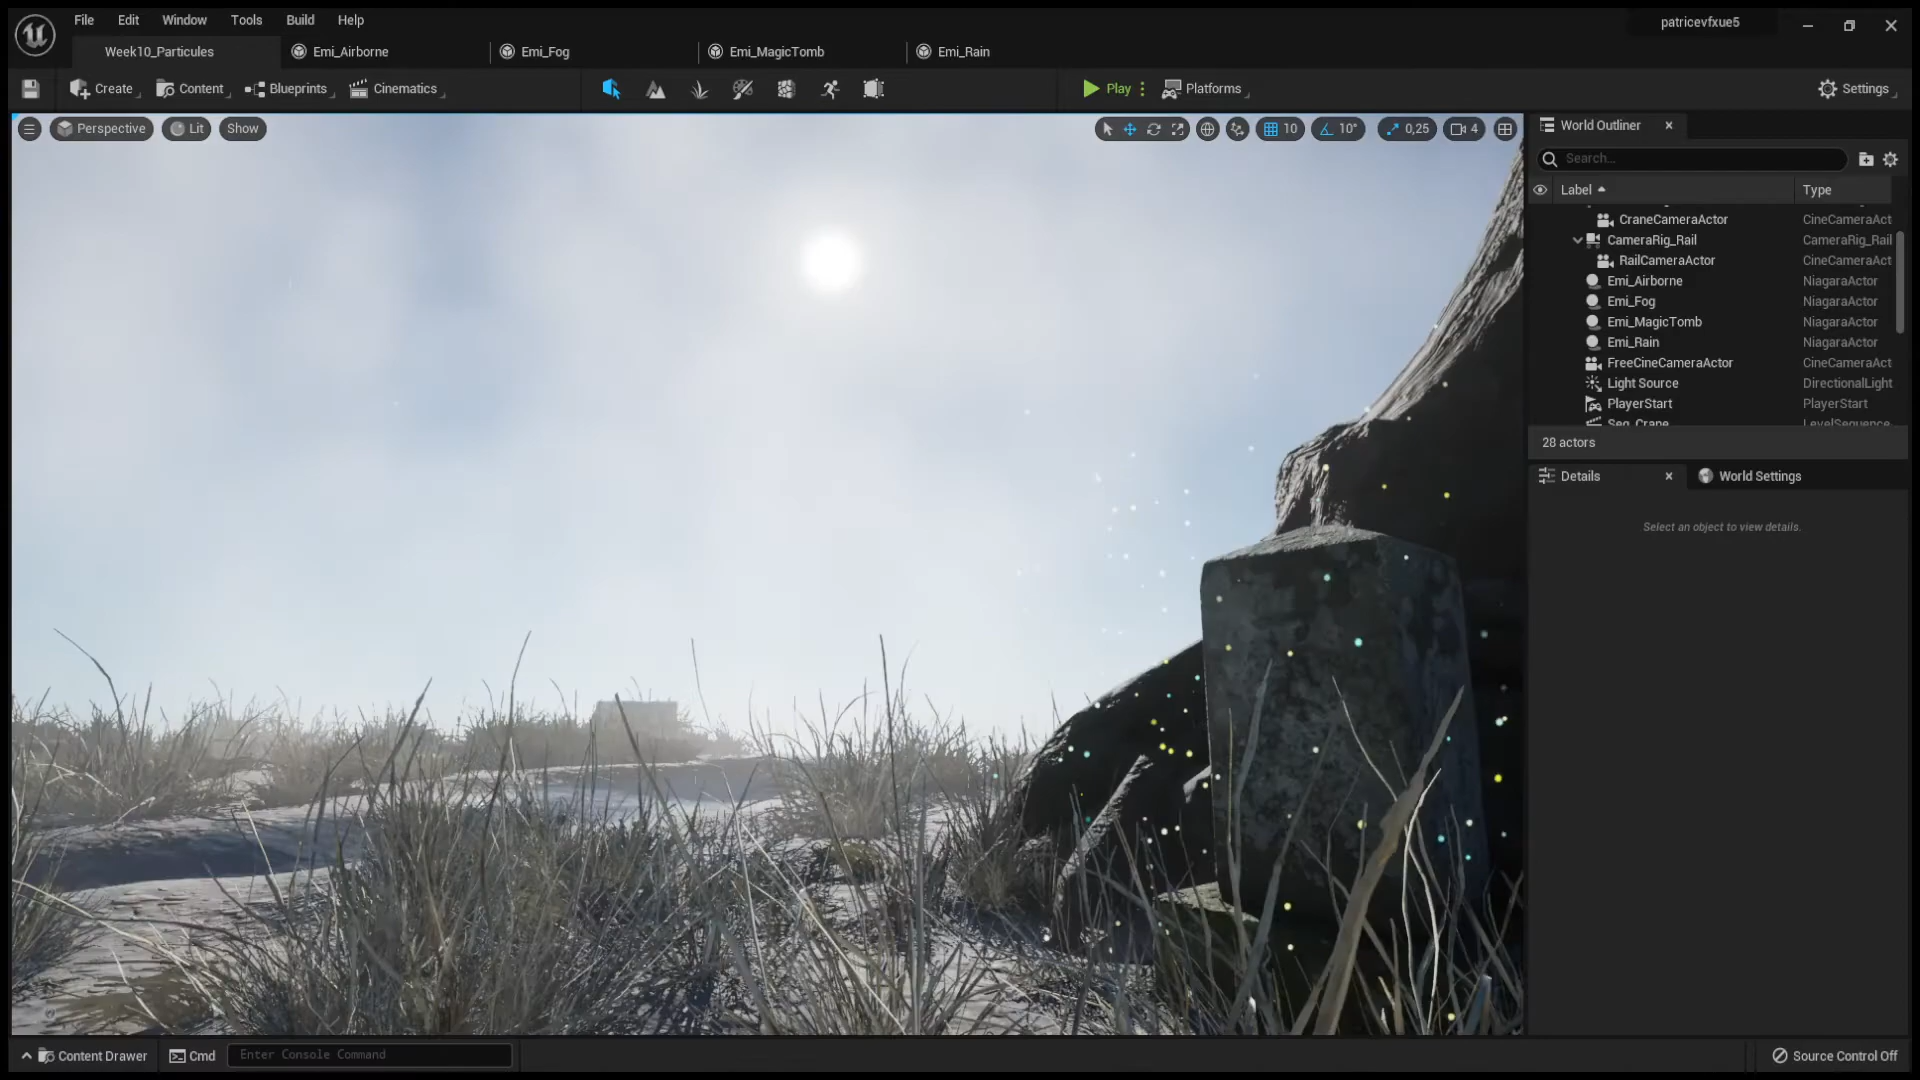 File Edit Window Tools Build Help
patricevfxue5
Week10_Particules Emi_Airborne Emi_Fog Emi_MagicTomb Emi_Rain
Create Content Blueprints Cinematics Play Platforms Settings
Perspective Lit Show 10 10° 0,25 4
World Outliner
Search...
Label Type
CraneCameraActor CineCameraAct
CameraRig_Rail CameraRig_Rail
RailCameraActor CineCameraAct
Emi_Airborne NiagaraActor
Emi_Fog NiagaraActor
Emi_MagicTomb NiagaraActor
Emi_Rain NiagaraActor
FreeCineCameraActor CineCameraAct
Light Source DirectionalLight
PlayerStart PlayerStart
Seq_Crane LevelSequence
28 actors
Details World Settings
Select an object to view details.
Content Drawer Cmd Enter Console Command Source Control Off